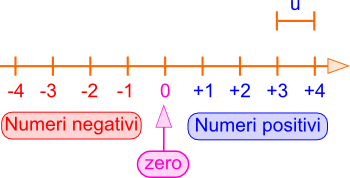 u
-4 -3 -2 -1 0 +1 +2 +3 +4
Numeri negativi Numeri positivi
zero